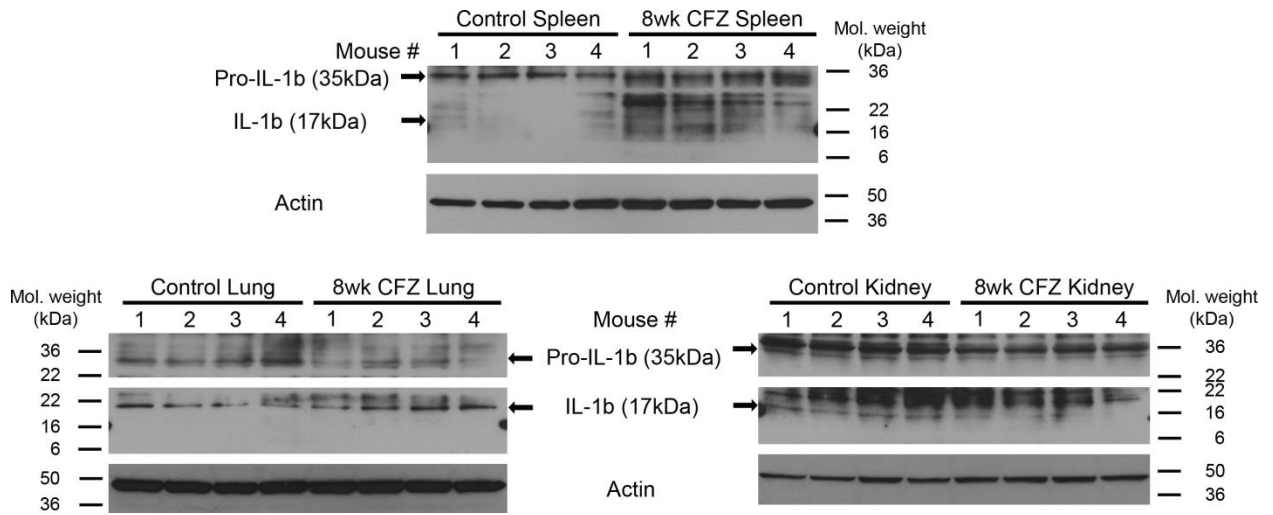 Control Spleen 8wk CFZ Spleen
Mol. weight
(kDa)
Mouse # 1 2 3 4 1 2 3 4
Pro-IL-1b (35kDa) 36
22
IL-1b (17kDa) 16
6
Actin 50
36
Control Lung 8wk CFZ Lung
Mol. weight
(kDa)
1 2 3 4 1 2 3 4
36
22
22
16
6
50
36
Mouse #
Pro-IL-1b (35kDa)
IL-1b (17kDa)
Actin
Control Kidney 8wk CFZ Kidney
Mol. weight
(kDa)
1 2 3 4 1 2 3 4
36
22
22
16
6
50
36